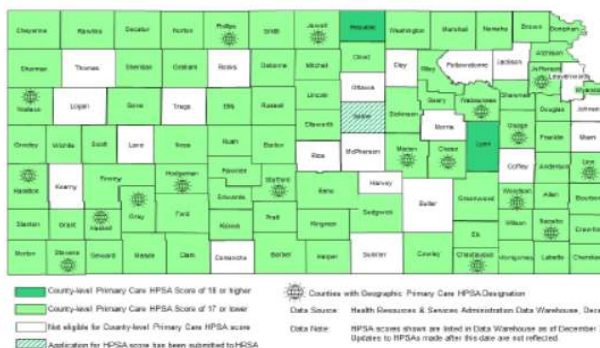 Cheyenne Rawlins Decatur Norton Phillips Smith Jewell Republic Washington Marshall Nemaha Brown Doniphan
Sherman Thomas Sheridan Graham Rooks Osborne Mitchell Cloud Clay Riley Pottawatomie Jackson Atchison
Jefferson Leavenworth
Wallace Logan Gove Trego Ellis Russell Lincoln Ottawa Saline Dickinson Geary Wabaunsee Shawnee Douglas Johnson
Ellsworth Morris Osage Franklin Miami
Greeley Wichita Scott Lane Ness Rush Barton Rice McPherson Marion Chase Lyon Coffey Anderson Linn
Hamilton Kearny Finney Hodgeman Pawnee Stafford Reno Harvey Butler Greenwood Woodson Allen Bourbon
Gray Ford Edwards Sedgwick
Stanton Grant Haskell Kiowa Pratt Kingman Elk Wilson Neosho
Morton Stevens Seward Meade Clark Comanche Barber Harper Sumner Cowley Chautauqua Montgomery Labette
County-level Primary Care HPSA Score of 18 or higher
County-level Primary Care HPSA Score of 17 or lower
Not eligible for County-level Primary Care HPSA score
Application for HPSA score has been submitted to HRSA
Counties with Geographic Primary Care HPSA Designation
Data Source: Health Resources & Services Administration Data Warehouse, Dec
Data Note: HPSA scores shown are listed in Data Warehouse as of December
Updates to HPSAs made after this date are not reflected